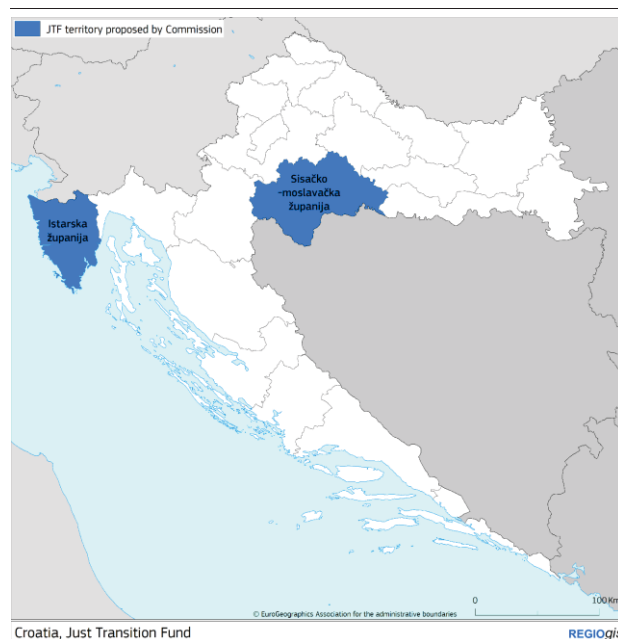 JTF territory proposed by Commission
Sisačko
-moslavačka
županija
Istarska
županija
0 100 Km
© EuroGeographics Association for the administrative boundaries
Croatia, Just Transition Fund